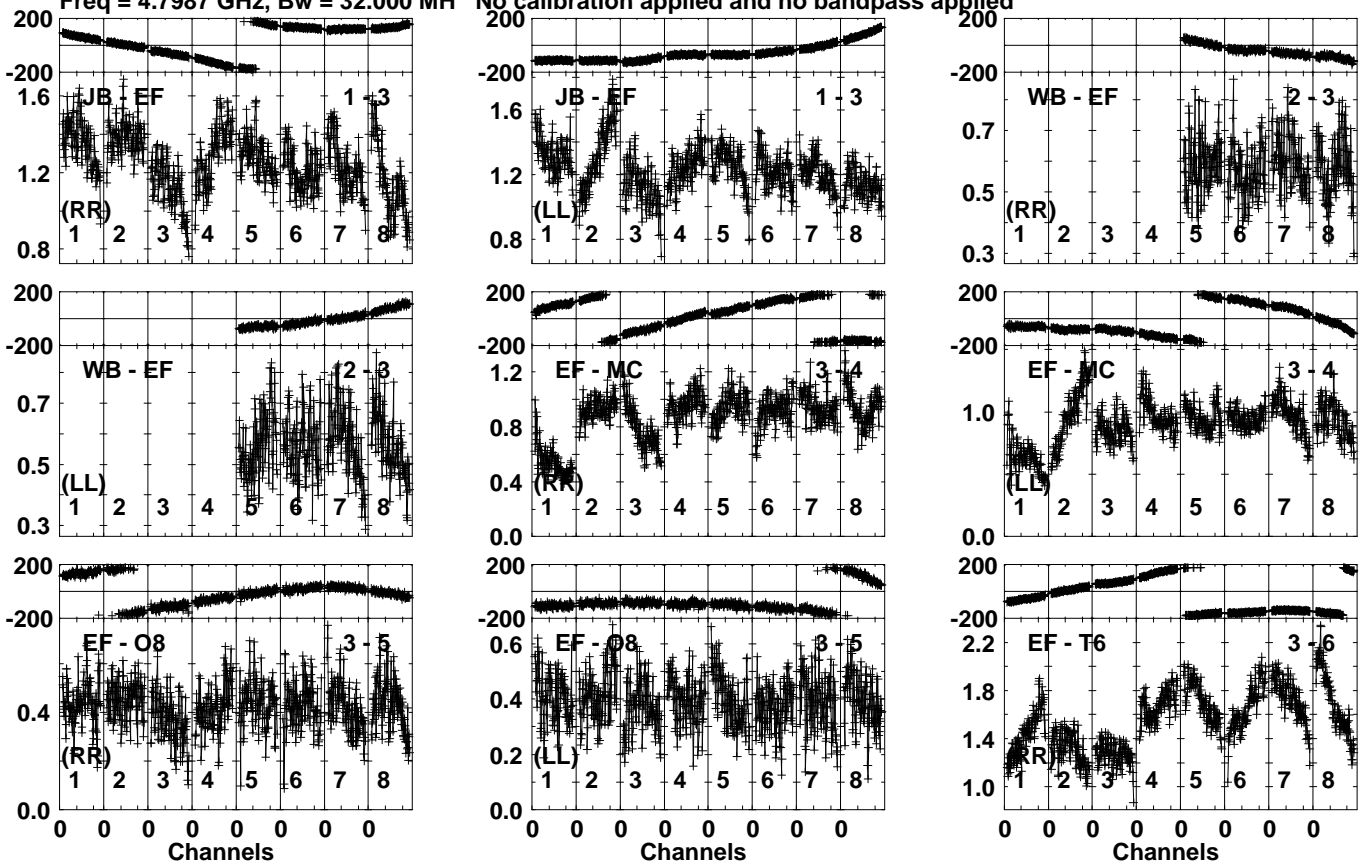 Freq = 4.7987 GHz, Bw = 32.000 MH No calibration applied and no bandpass applied
200
-200
JB - EF 1 - 3
1.6
1.2
0.8
(RR)
1 2 3 4 5 6 7 8
JB - EF 1 - 3
1.6
1.2
0.8
(LL)
1 2 3 4 5 6 7 8
200
-200
WB - EF 2 - 3
0.7
0.5
0.3
(RR)
1 2 3 4 5 6 7 8
200
-200
WB - EF 2 - 3
0.7
0.5
0.3
(LL)
1 2 3 4 5 6 7 8
200
-200
EF - MC 3 - 4
1.2
0.8
0.4
0.0
(RR)
1 2 3 4 5 6 7 8
200
-200
EF - MC 3 - 4
1.0
0.0
(LL)
1 2 3 4 5 6 7 8
200
-200
EF - O8 3 - 5
0.4
0.0
(RR)
1 2 3 4 5 6 7 8
0 0 0 0 0 0 0 0
Channels
200
-200
EF - O8 3 - 5
0.6
0.4
0.2
0.0
(LL)
1 2 3 4 5 6 7 8
0 0 0 0 0 0 0 0
Channels
200
-200
EF - T6 3 - 6
2.2
1.8
1.4
1.0
(RR)
1 2 3 4 5 6 7 8
0 0 0 0 0 0 0 0
Channels